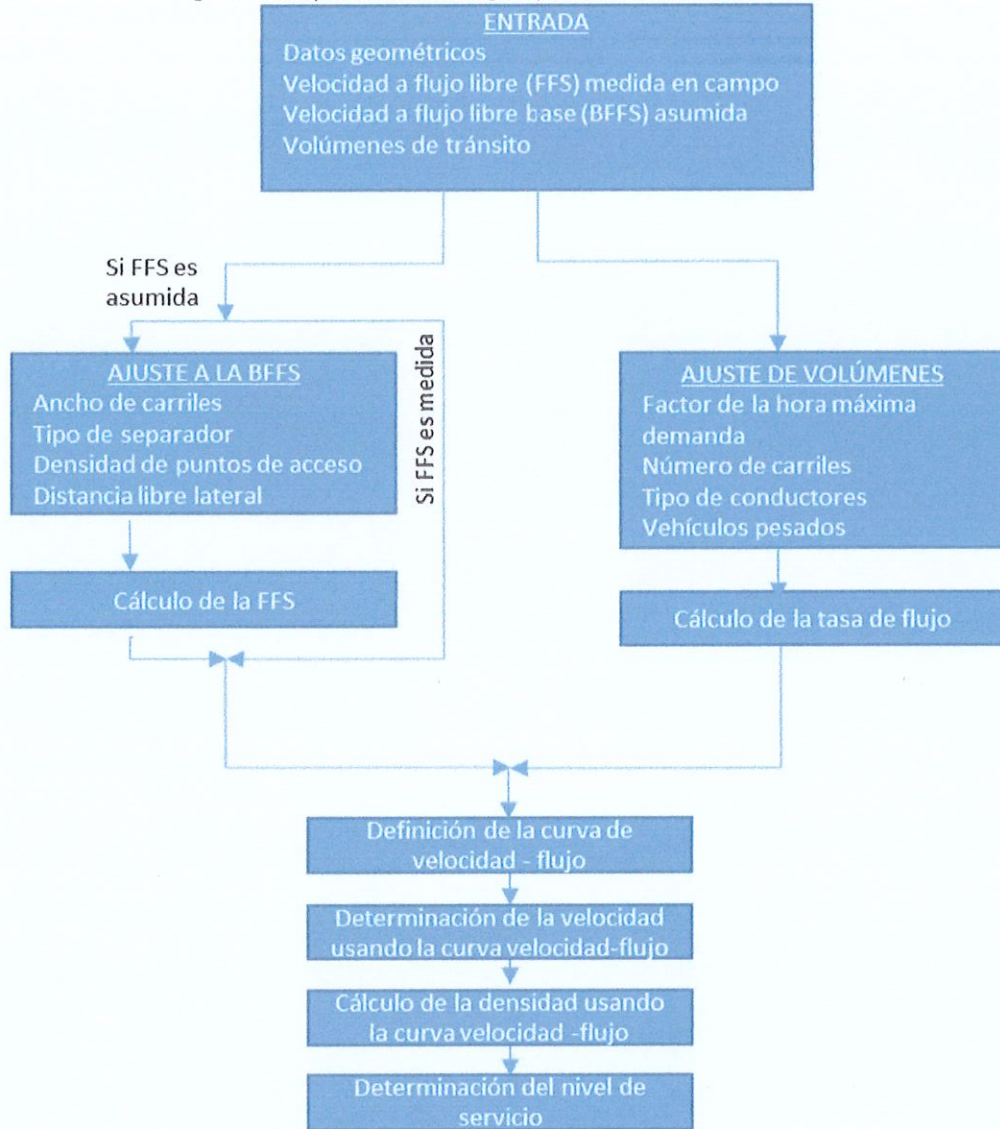 ENTRADA
Datos geométricos
Velocidad a flujo libre (FFS) medida en campo
Velocidad a flujo libre base (BFFS) asumida
Volúmenes de tránsito
Si FFS es
asumida
Si FFS es medida
AJUSTE A LA BFFS
Ancho de carriles
Tipo de separador
Densidad de puntos de acceso
Distancia libre lateral
AJUSTE DE VOLÚMENES
Factor de la hora máxima
demanda
Número de carriles
Tipo de conductores
Vehículos pesados
Cálculo de la FFS
Cálculo de la tasa de flujo
Definición de la curva de
velocidad - flujo
Determinación de la velocidad
usando la curva velocidad-flujo
Cálculo de la densidad usando
la curva velocidad -flujo
Determinación del nivel de
servicio